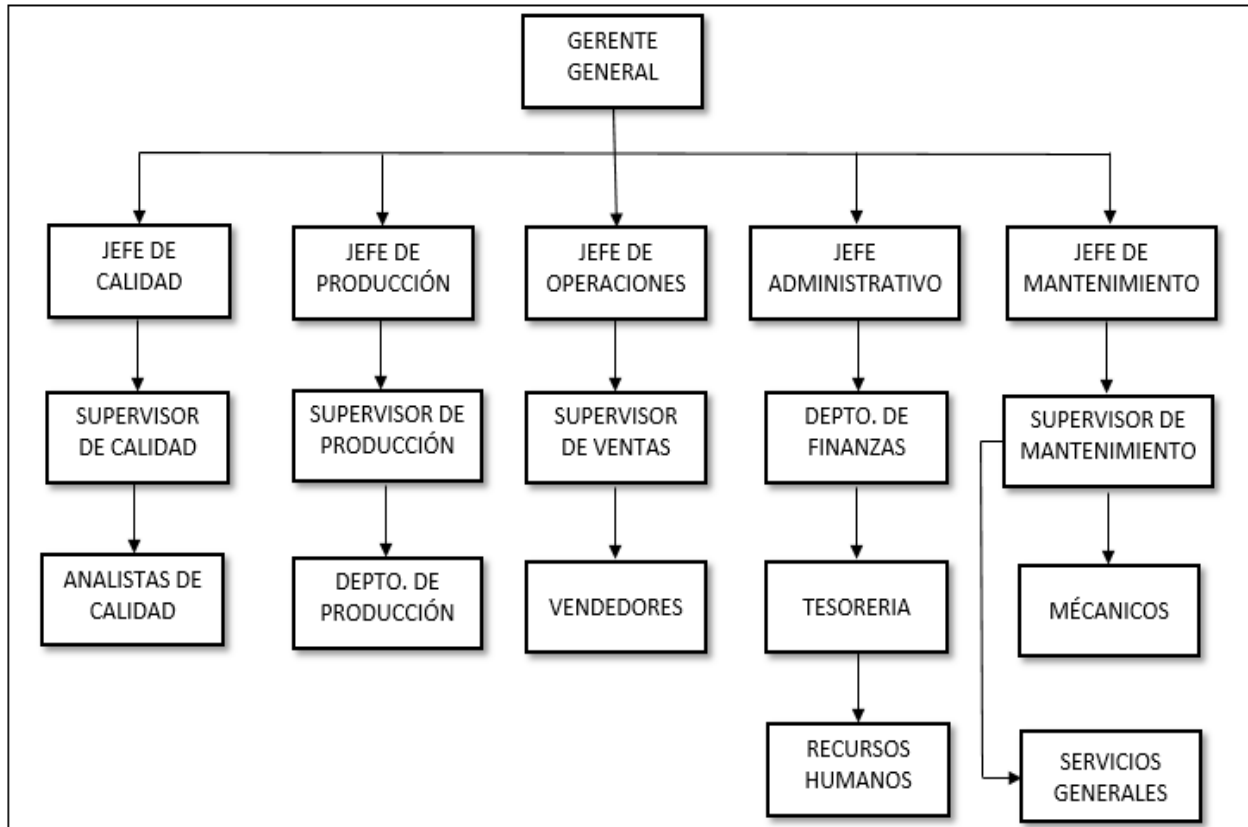 GERENTE
GENERAL
JEFE DE
CALIDAD
JEFE DE
PRODUCCIÓN
JEFE DE
OPERACIONES
JEFE
ADMINISTRATIVO
JEFE DE
MANTENIMIENTO
SUPERVISOR
DE CALIDAD
SUPERVISOR DE
PRODUCCIÓN
SUPERVISOR
DE VENTAS
DEPTO. DE
FINANZAS
SUPERVISOR DE
MANTENIMIENTO
ANALISTAS DE
CALIDAD
DEPTO. DE
PRODUCCIÓN
VENDEDORES
TESORERIA
MÉCANICOS
RECURSOS
HUMANOS
SERVICIOS
GENERALES